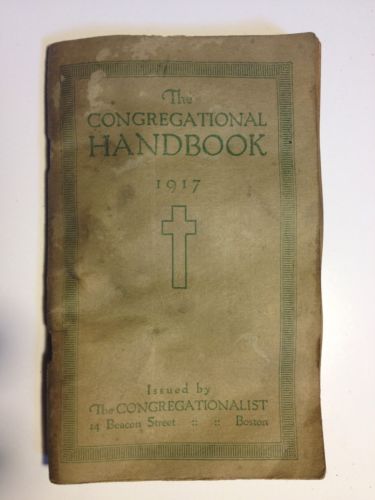 The
CONGREGATIONAL
HANDBOOK
1917
Issued by
The CONGREGATIONALIST
14 Beacon Street :: :: Boston